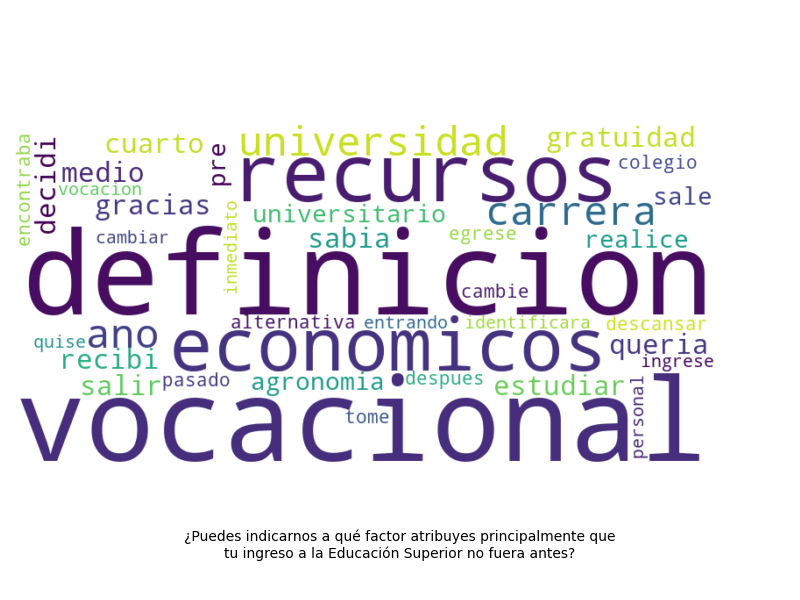 encontraba
decidi
cuarto
pre
universidad
gratuidad
medio
recursos
colegio
vocacion
sale
gracias
universitario
carrera
cambiar
inmediato
sabia
egrese
realice
definicion
cambie
alternativa
entrando
identificara
descansar
quise
ano
economicos
queria
recibi
ingrese
salir
pasado
agronomia
despues
estudiar
vocacional
tome
personal
¿Puedes indicarnos a qué factor atribuyes principalmente que
tu ingreso a la Educación Superior no fuera antes?